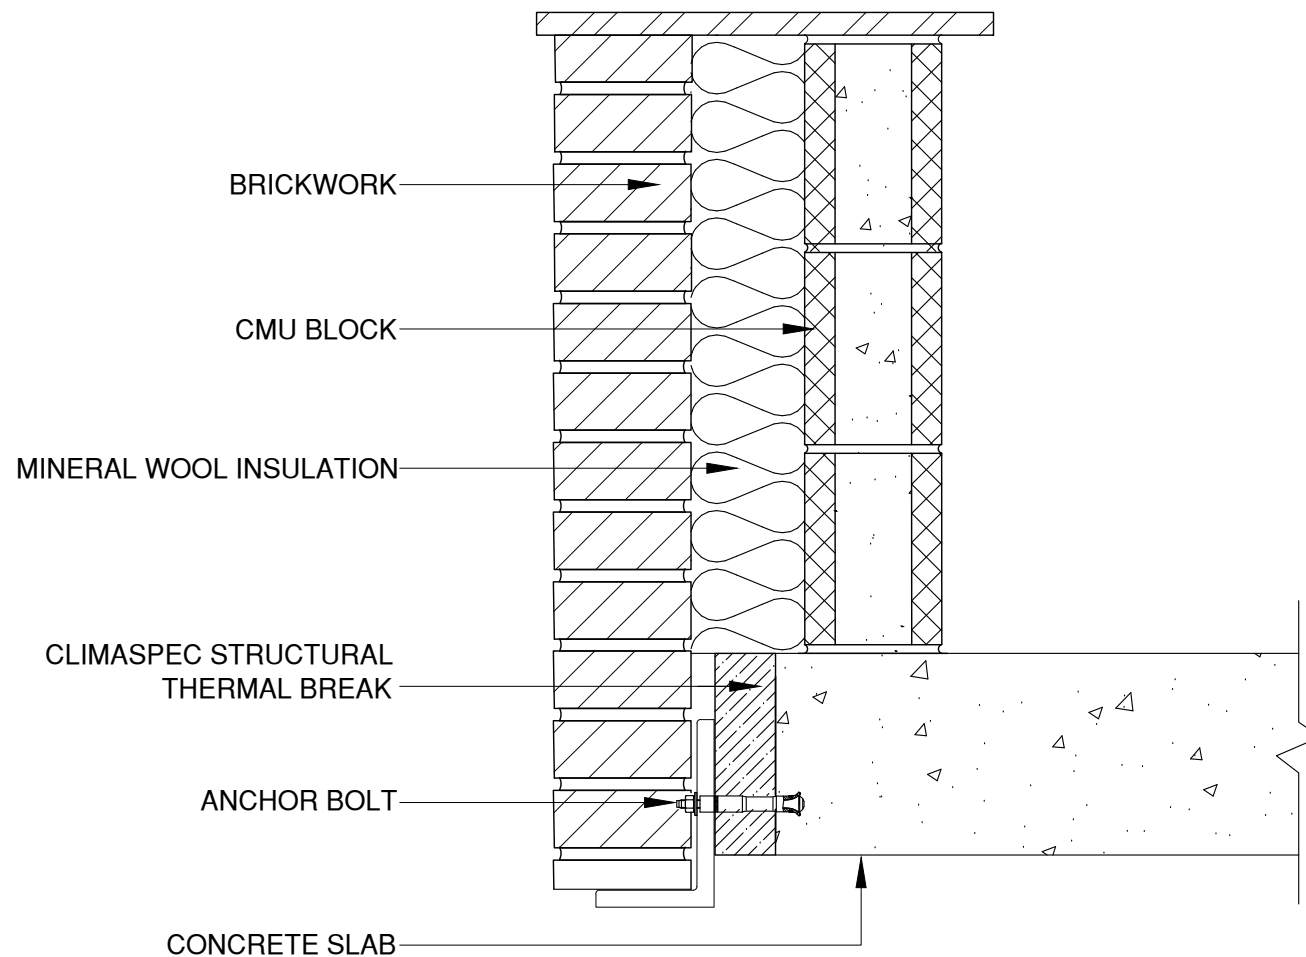 BRICKWORK
CMU BLOCK
MINERAL WOOL INSULATION
CLIMASPEC STRUCTURAL
THERMAL BREAK
ANCHOR BOLT
CONCRETE SLAB